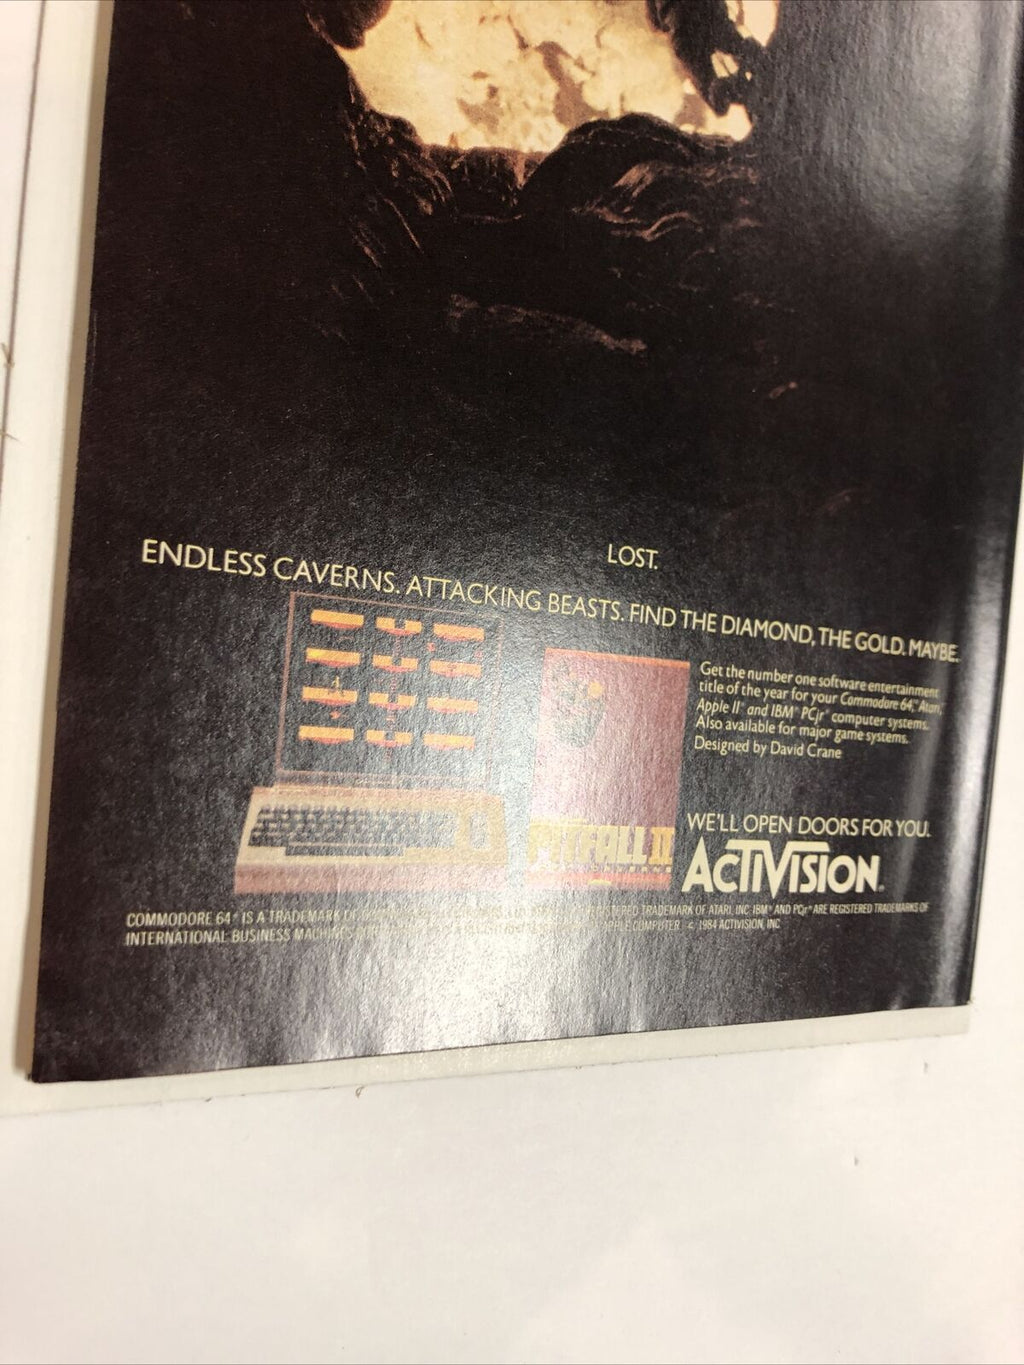 LOST.
ENDLESS CAVERNS. ATTACKING BEASTS. FIND THE DIAMOND, THE GOLD. MAYBE.
Get the number one software entertainment
title of the year for your Commodore 64,® Atari,
Apple II® and IBM® PCjr® computer systems.
Also available for major game systems.
Designed by David Crane
PITFALL II
WE'LL OPEN DOORS FOR YOU.
ACTIVISION®
COMMODORE 64® IS A TRADEMARK OF REGISTERED TRADEMARK OF ATARI, INC. IBM® AND PCjr® ARE REGISTERED TRADEMARKS OF
INTERNATIONAL BUSINESS MACHINES APPLE COMPUTER. © 1984 ACTIVISION, INC.